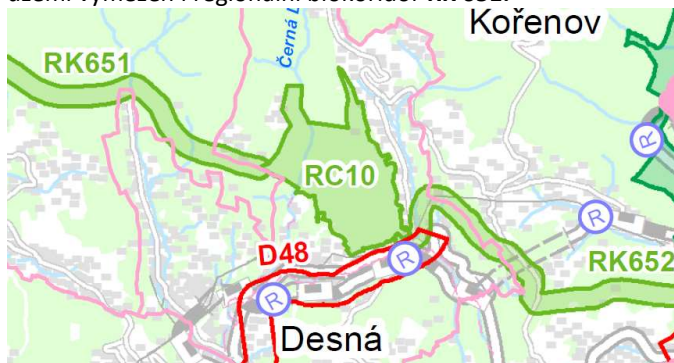 Kořenov
RK651
Černá
RC10
R
R
D48
R
RK652
R
Desná